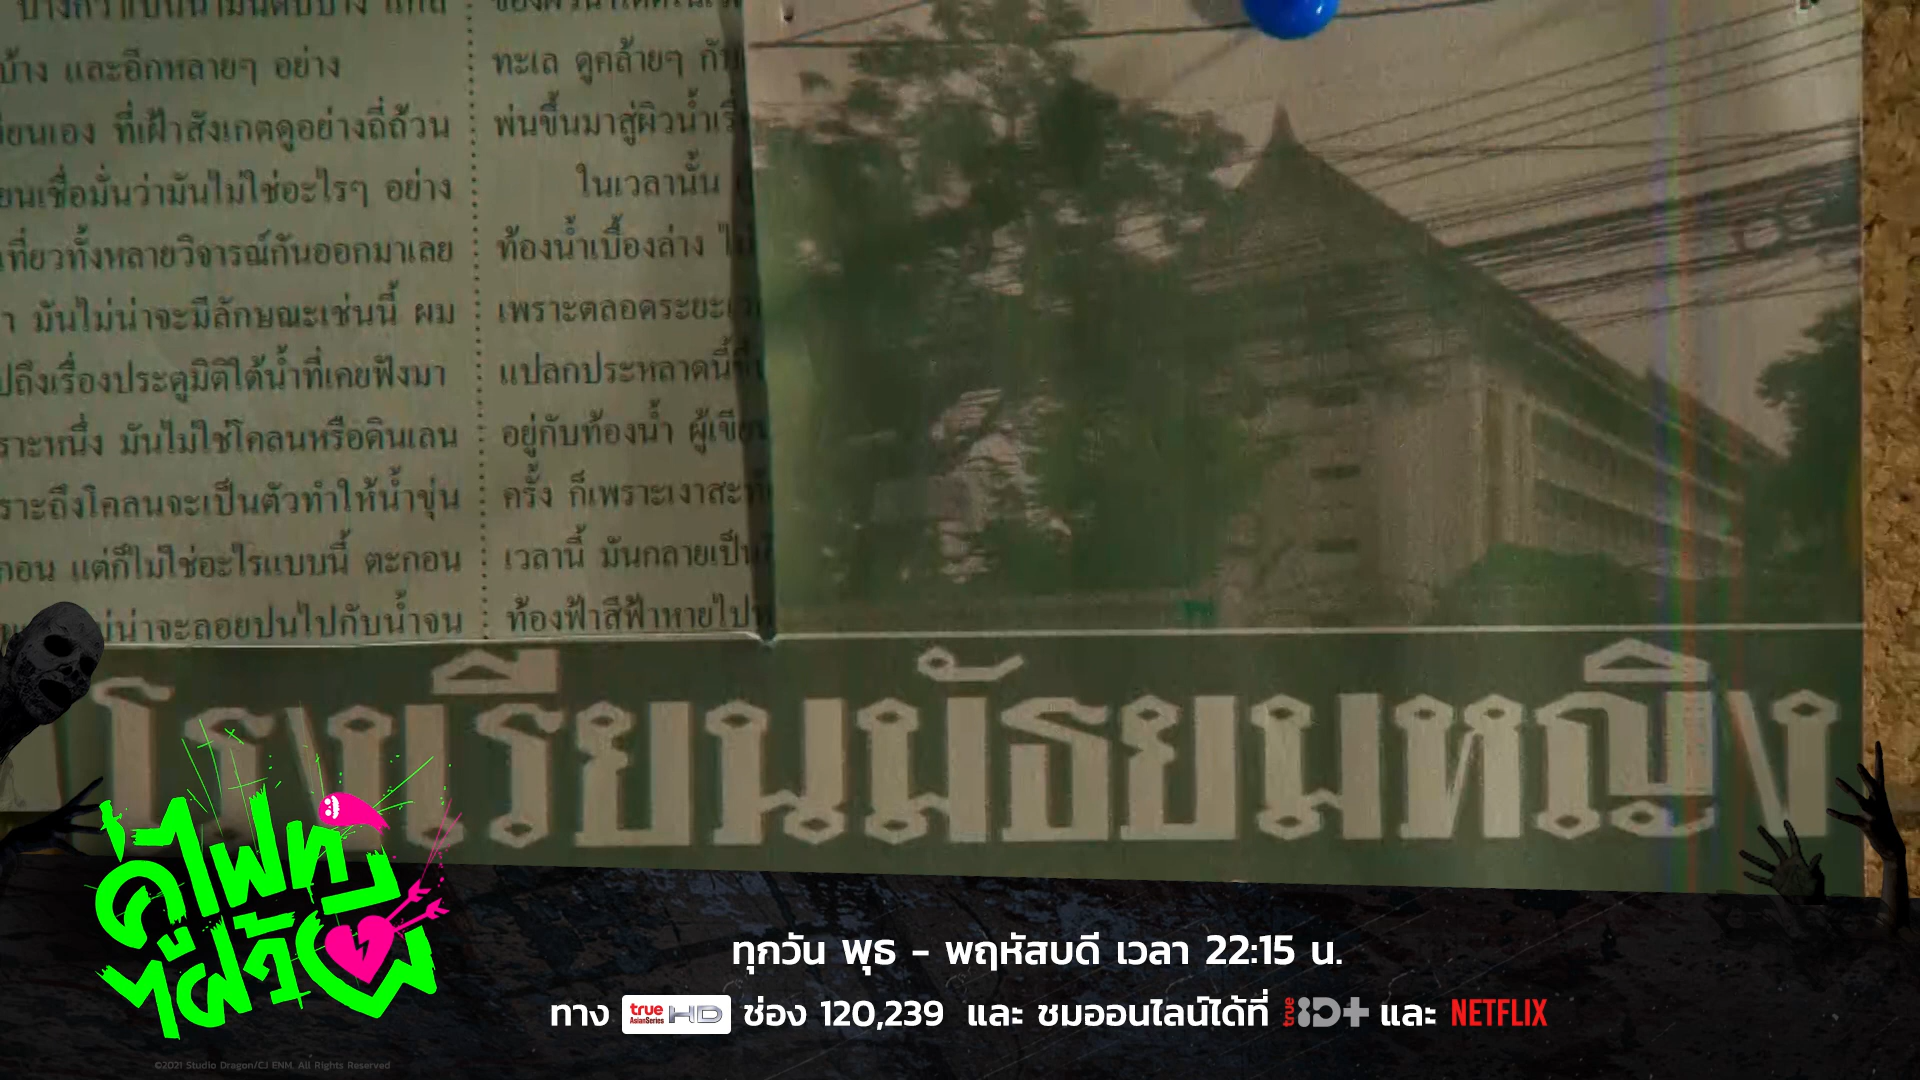 บ้าง และอีกหลายๆ อย่าง
ที่เฝ้าสังเกตดูอย่างถี่ถ้วน
เชื่อมั่นว่ามันไม่ใช่อะไรๆ อย่าง
เที่ยวทั้งหลายวิจารณ์กันออกมาเลย
มันไม่น่าจะมีลักษณะเช่นนี้ ผม
ถึงเรื่องประตูมิติใต้น้ำที่เคยฟังมา
มันไม่ใช่โคลนหรือดินเลน
ถึงโคลนจะเป็นตัวทำให้น้ำขุ่น
แต่ก็ไม่ใช่อะไรแบบนี้ ตะกอน
น่าจะลอยปนไปกับน้ำจน
ทะเล ดูคล้ายๆ
พ่นขึ้นมาสู่ผิวน้ำ
ในเวลานั้น
ท้องน้ำเบื้องล่าง
เพราะตลอดระยะ
แปลกประหลาดนี้
อยู่กับท้องน้ำ
ครั้ง ก็เพราะเงา
เวลานี้ มันกลายเป็น
ท้องฟ้าสีฟ้าหายไป
โรงเรียนมัธยมหญิง
คู่ไฟท์
ไฝว้ผี
ทุกวัน พุธ - พฤหัสบดี เวลา 22:15 น.
ทาง true AsianSeries HD ช่อง 120,239 และ ชมออนไลน์ได้ที่ true iD+ และ NETFLIX
©2021 Studio Dragon/CJ ENM, All Rights Reserved